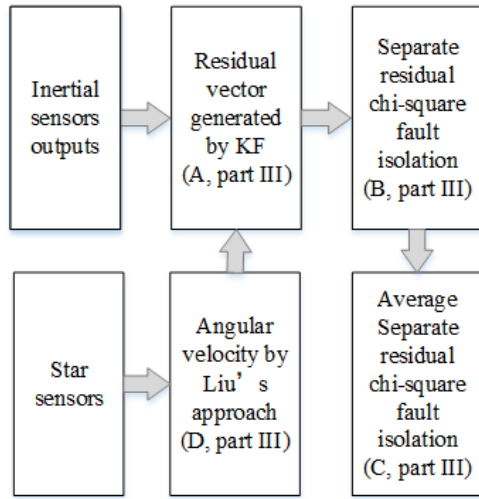 Inertial
sensors
outputs
Residual
vector
generated
by KF
(A, part III)
Separate
residual
chi-square
fault
isolation
(B, part III)
Star
sensors
Angular
velocity by
Liu’s
approach
(D, part III)
Average
Separate
residual
chi-square
fault
isolation
(C, part III)